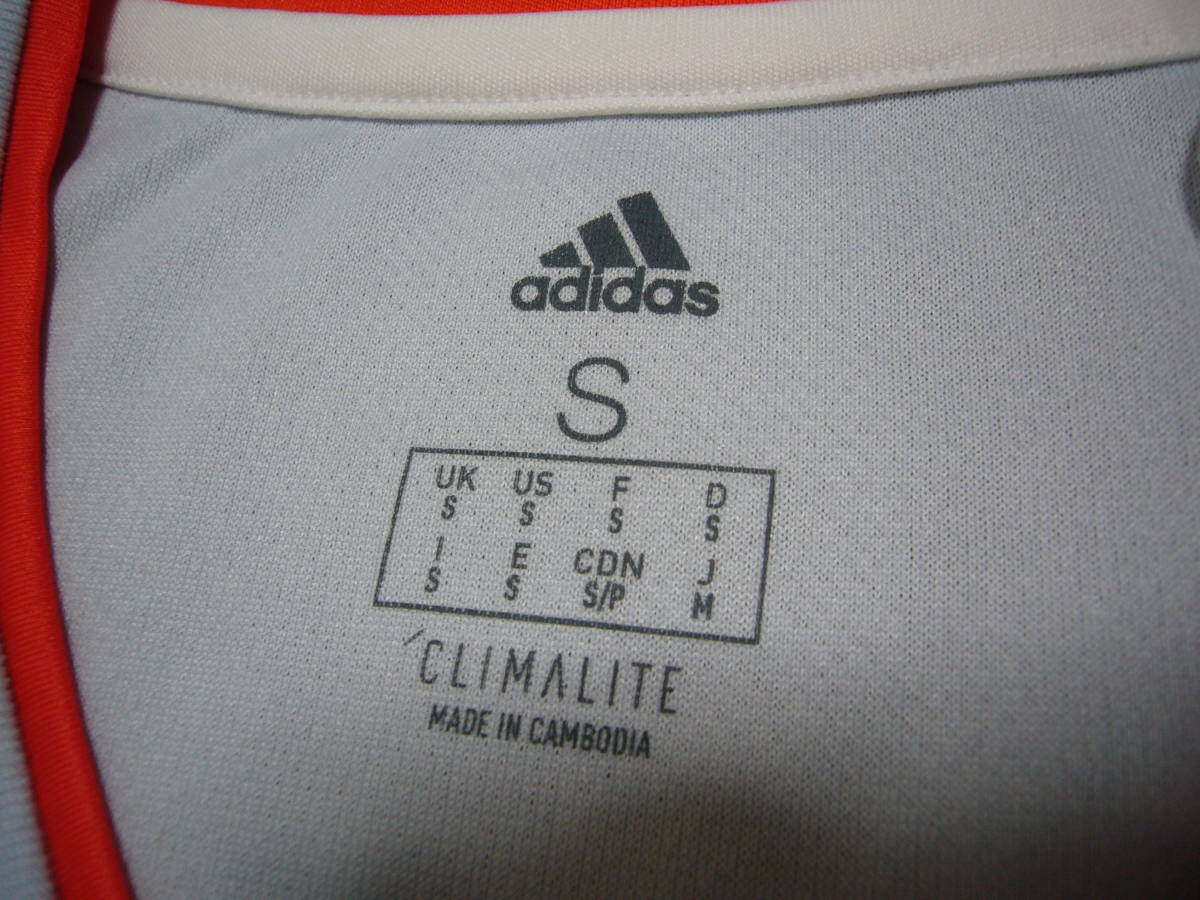 adidas
S
UK US F D
S S S S
I E CDN J
S S S/P M
CLIMALITE
MADE IN CAMBODIA